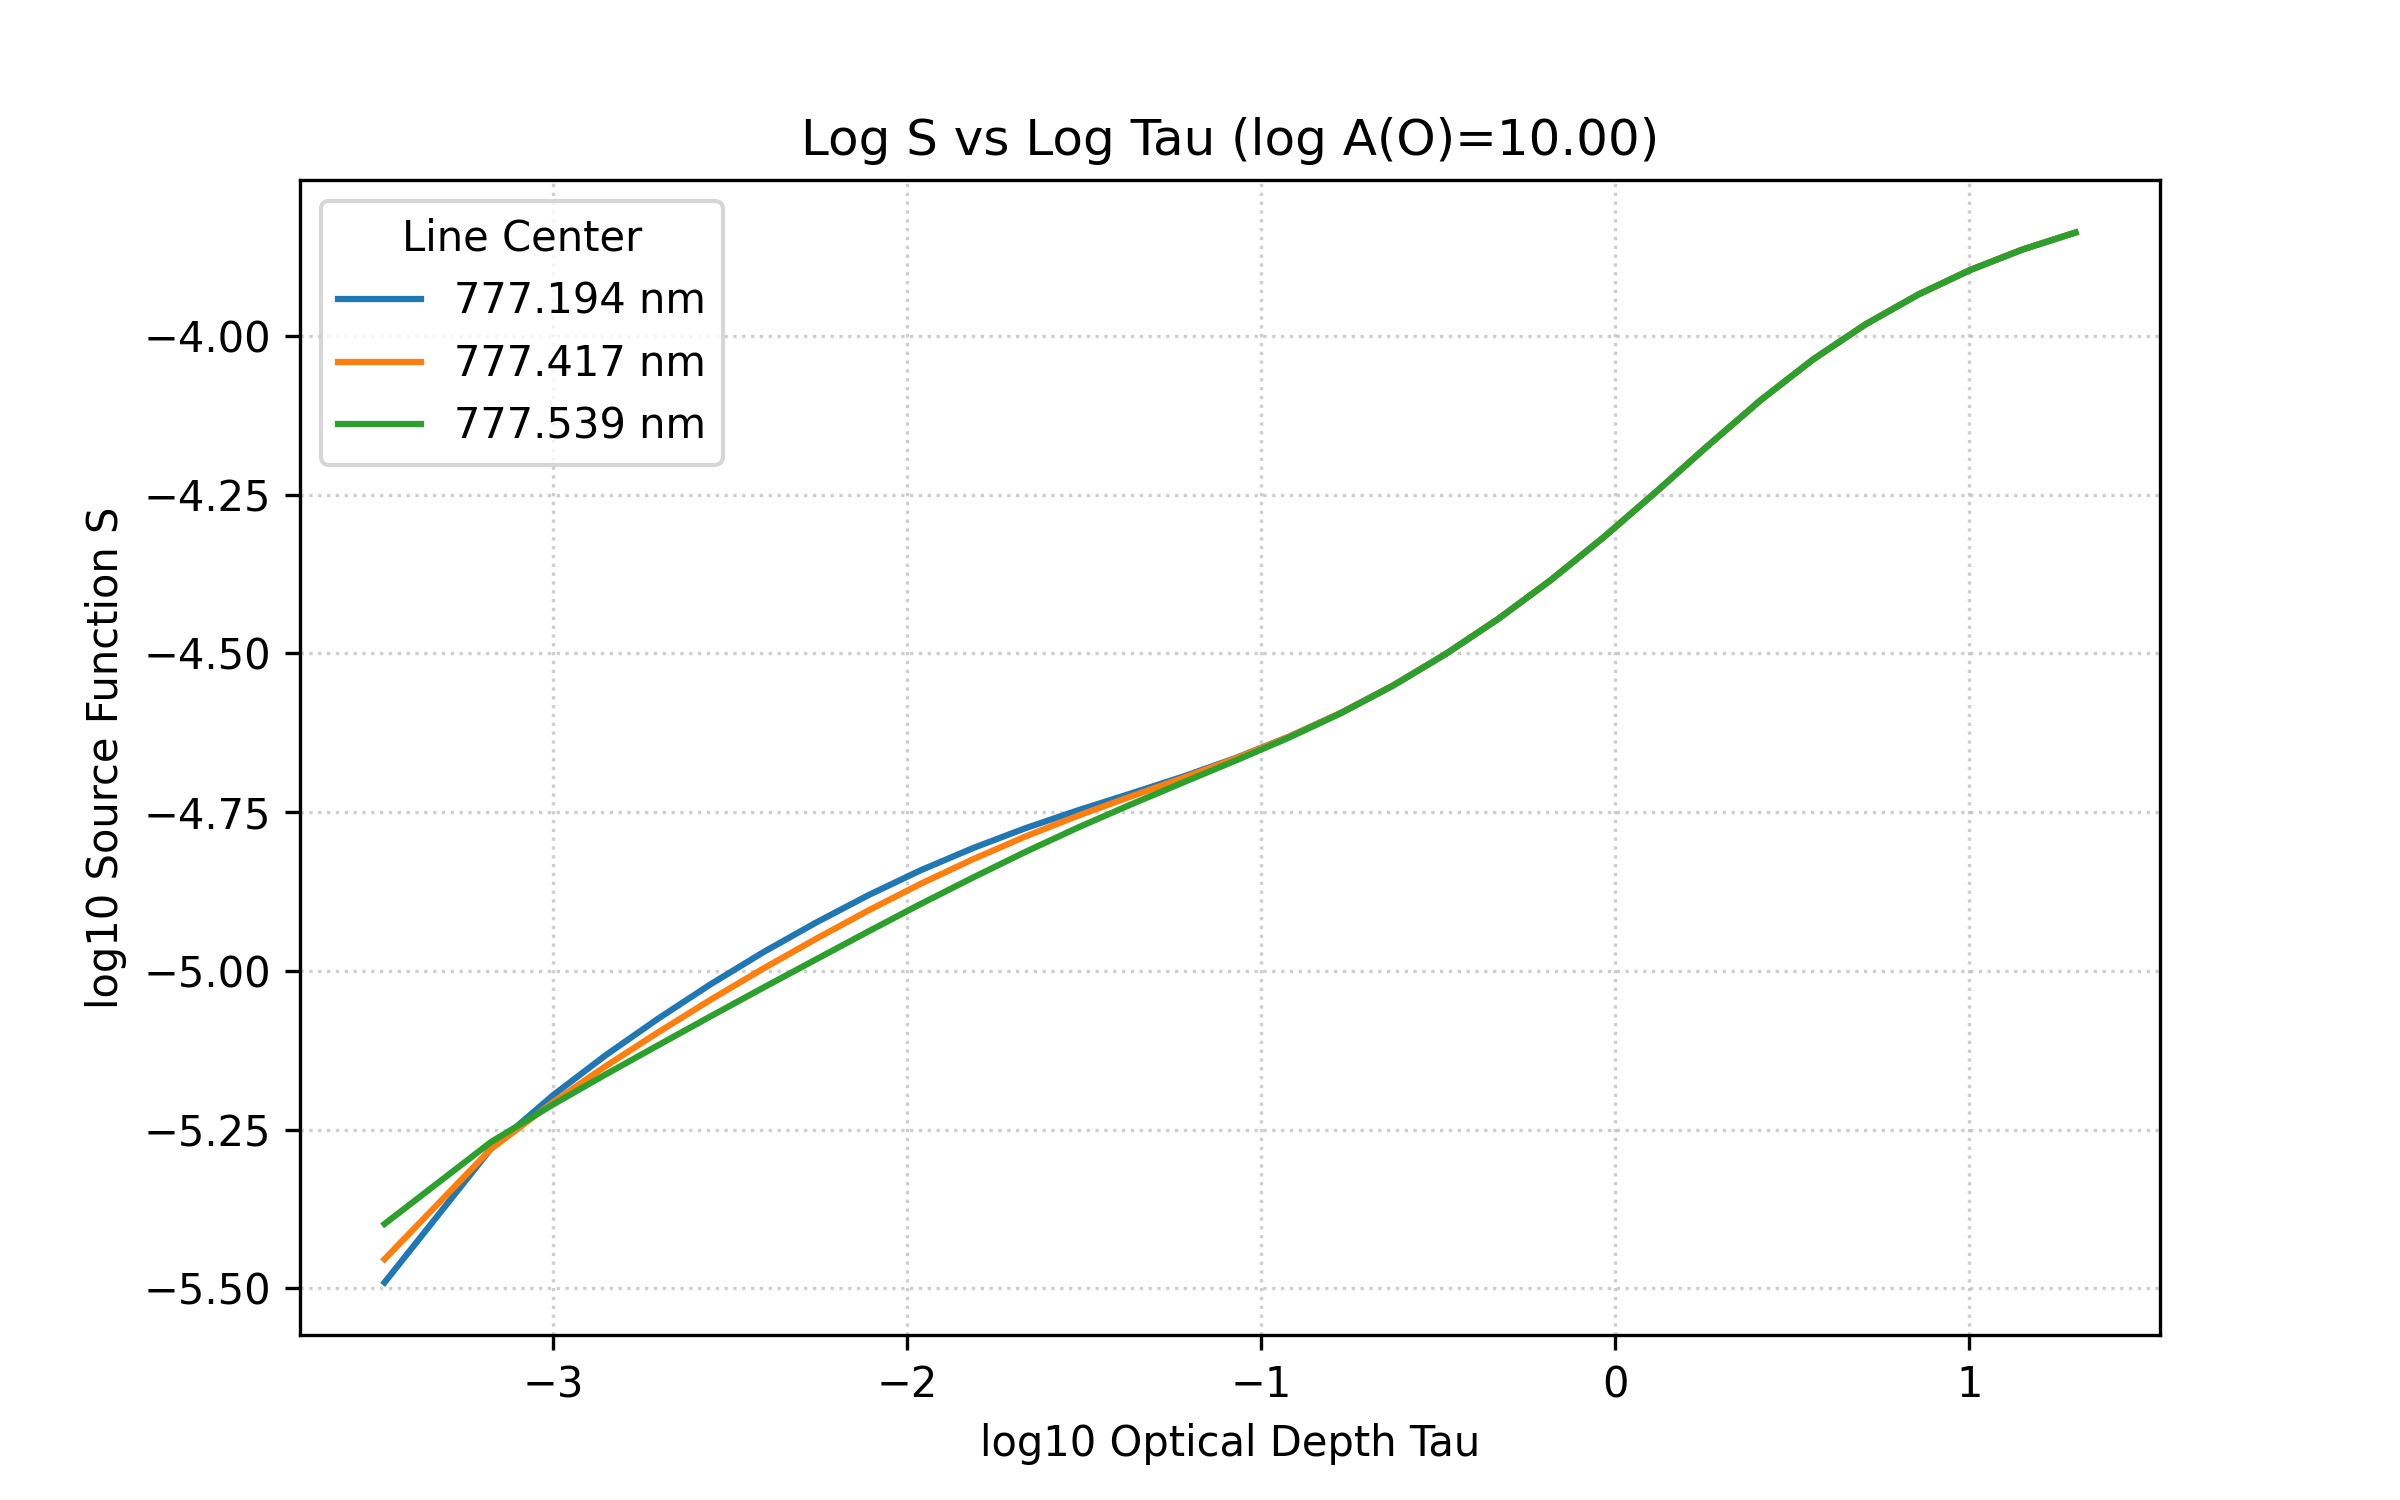 Log S vs Log Tau (log A(O)=10.00)
Line Center
777.194 nm
777.417 nm
777.539 nm
log10 Source Function S
−4.00
−4.25
−4.50
−4.75
−5.00
−5.25
−5.50
−3 −2 −1 0 1
log10 Optical Depth Tau